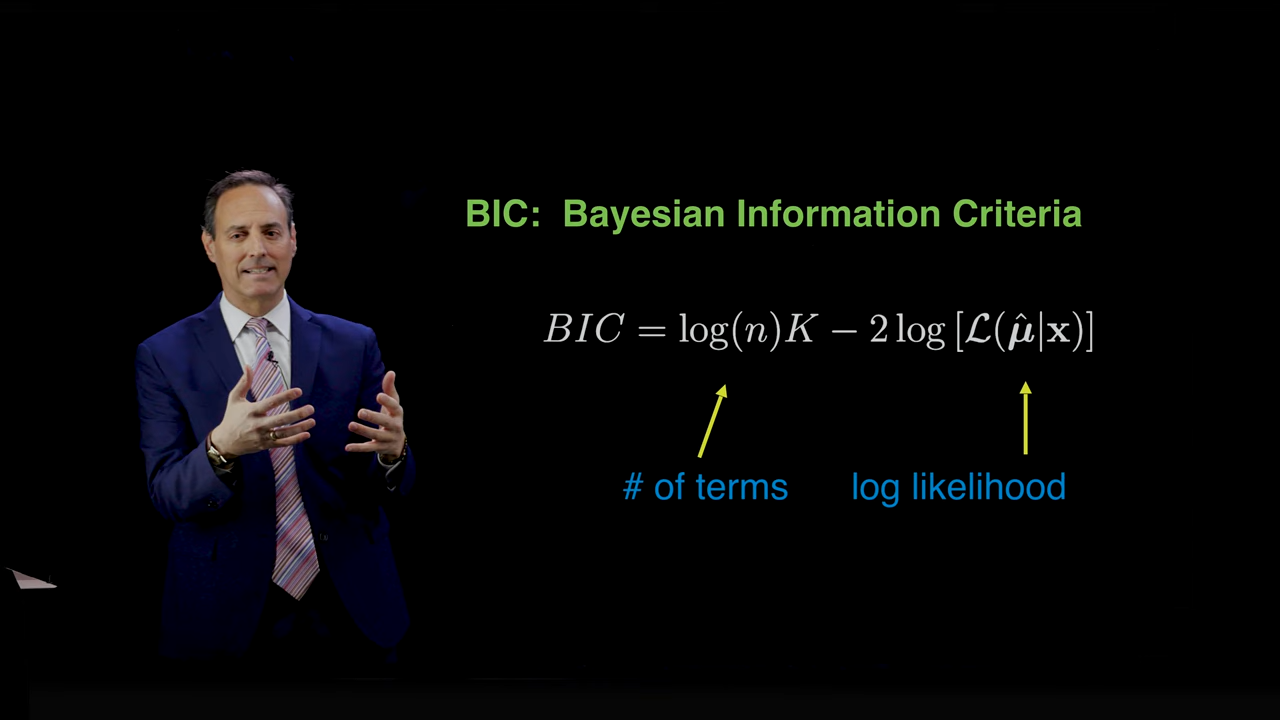 BIC: Bayesian Information Criteria
BIC = log(n)K − 2 log [𝓛(μ̂|x)]
# of terms
log likelihood